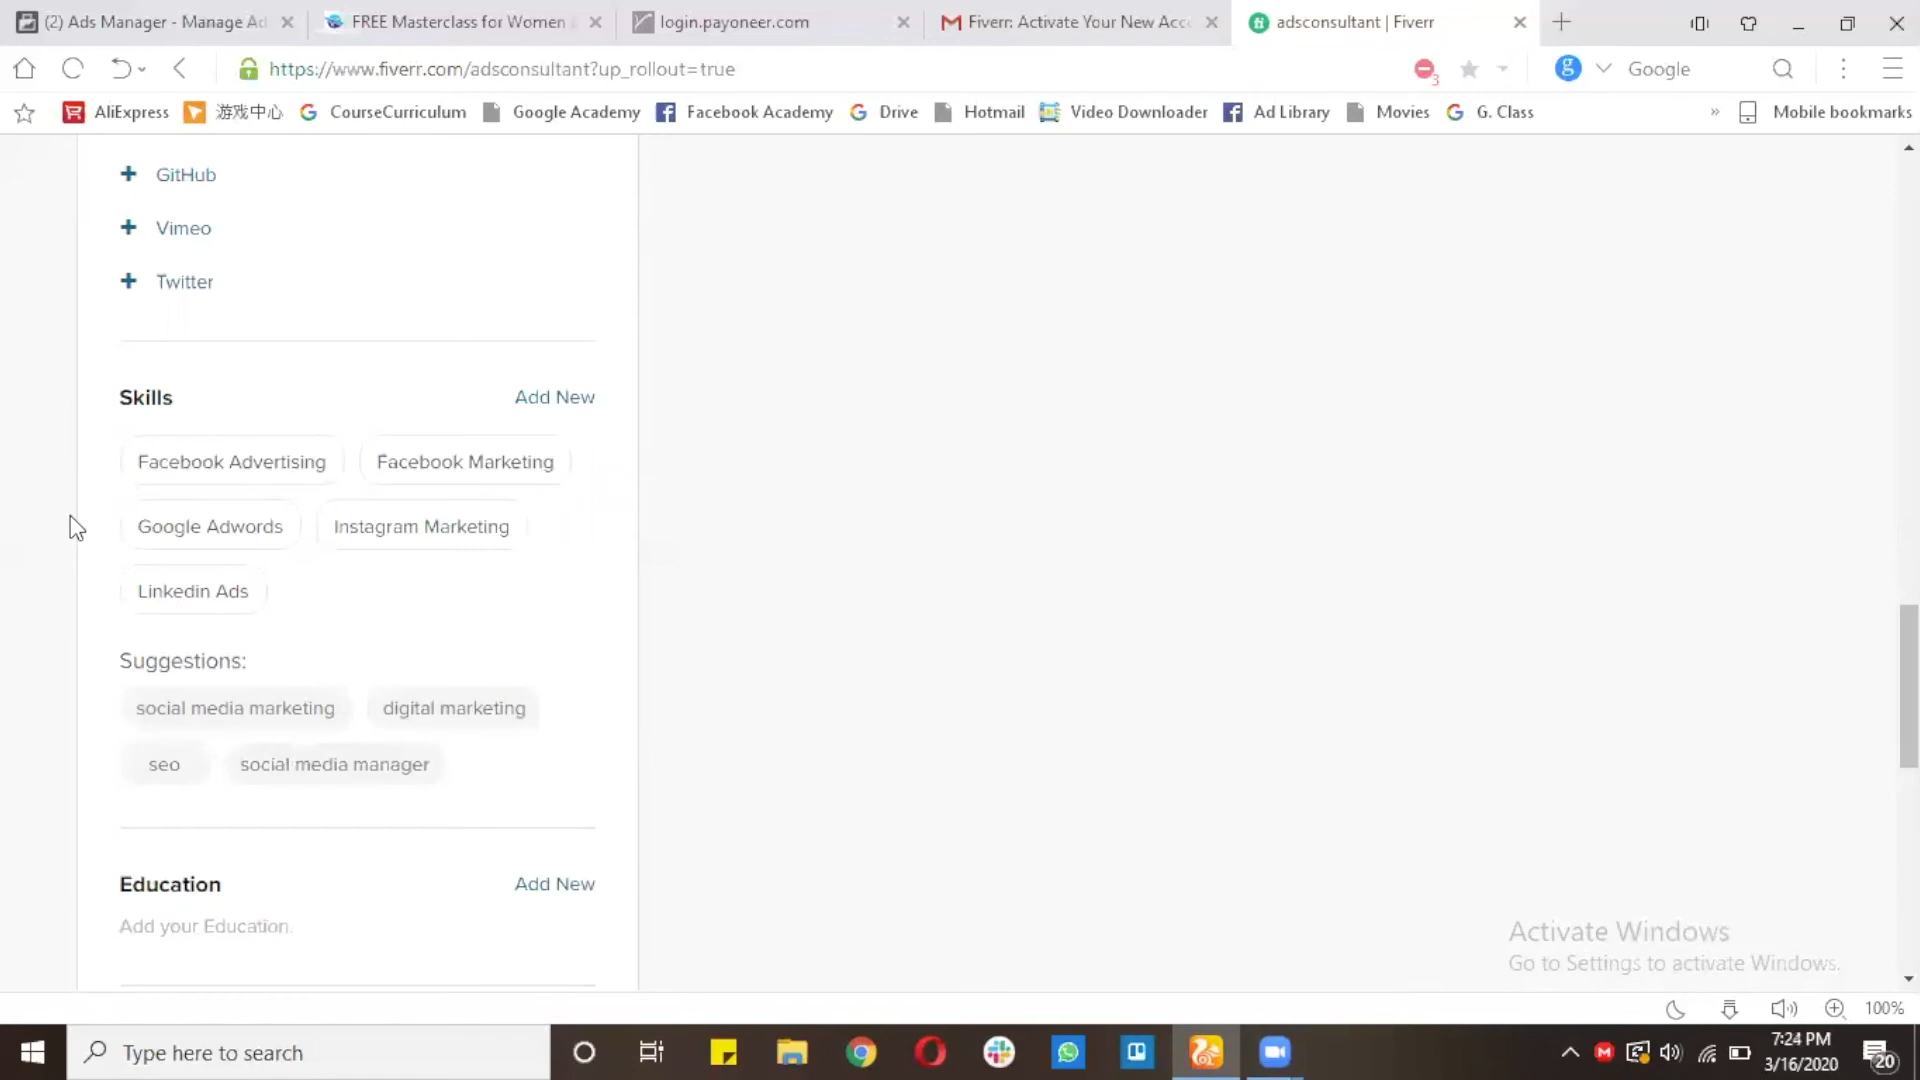 (2) Ads Manager - Manage Ad
FREE Masterclass for Women
login.payoneer.com
Fiverr: Activate Your New Acc
adsconsultant | Fiverr
https://www.fiverr.com/adsconsultant?up_rollout=true
3
Google
AliExpress
游戏中心
CourseCurriculum
Google Academy
Facebook Academy
Drive
Hotmail
Video Downloader
Ad Library
Movies
G. Class
Mobile bookmarks
GitHub
Vimeo
Twitter
Skills
Add New
Facebook Advertising
Facebook Marketing
Google Adwords
Instagram Marketing
Linkedin Ads
Suggestions:
social media marketing
digital marketing
seo
social media manager
Education
Add New
Add your Education.
Activate Windows
Go to Settings to activate Windows.
100%
Type here to search
7:24 PM
3/16/2020
20